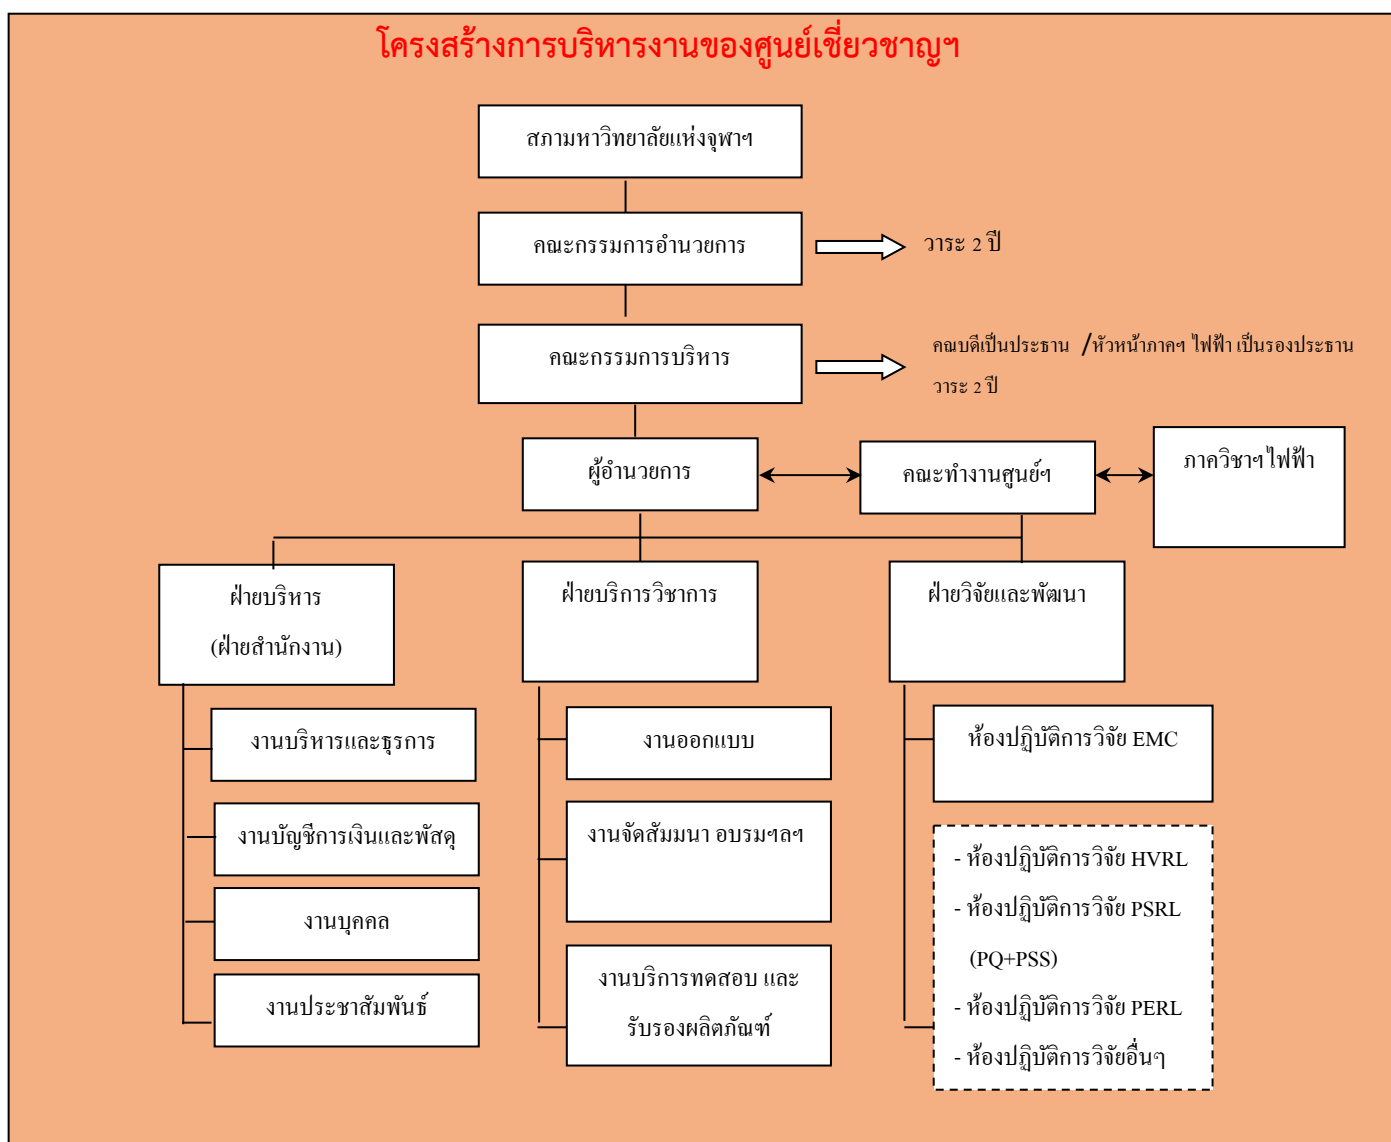 โครงสร้างการบริหารงานของศูนย์เชี่ยวชาญฯ
สภามหาวิทยาลัยแห่งจุฬาฯ
คณะกรรมการอำนวยการ
วาระ 2 ปี
คณะกรรมการบริหาร
คณบดีเป็นประธาน /หัวหน้าภาคฯ ไฟฟ้า เป็นรองประธาน
วาระ 2 ปี
ผู้อำนวยการ
คณะทำงานศูนย์ฯ
ภาควิชาฯ ไฟฟ้า
ฝ่ายบริหาร
(ฝ่ายสำนักงาน)
งานบริหารและธุรการ
งานบัญชีการเงินและพัสดุ
งานบุคคล
งานประชาสัมพันธ์
ฝ่ายบริการวิชาการ
งานออกแบบ
งานจัดสัมมนา อบรมฯลฯ
งานบริการทดสอบ และ
รับรองผลิตภัณฑ์
ฝ่ายวิจัยและพัฒนา
ห้องปฏิบัติการวิจัย EMC
- ห้องปฏิบัติการวิจัย HVRL
- ห้องปฏิบัติการวิจัย PSRL
(PQ+PSS)
- ห้องปฏิบัติการวิจัย PERL
- ห้องปฏิบัติการวิจัยอื่นๆ